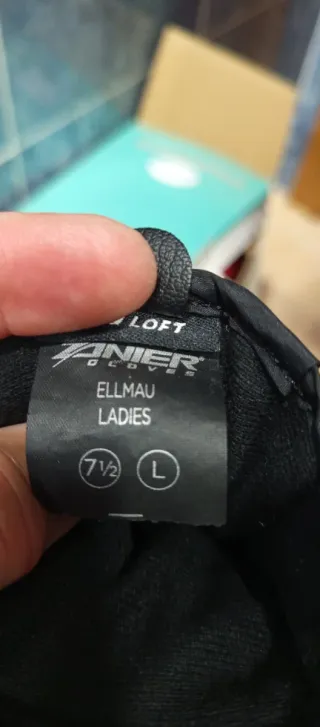 LOFT
ZANIER
GLOVES
ELLMAU
LADIES
7½ L